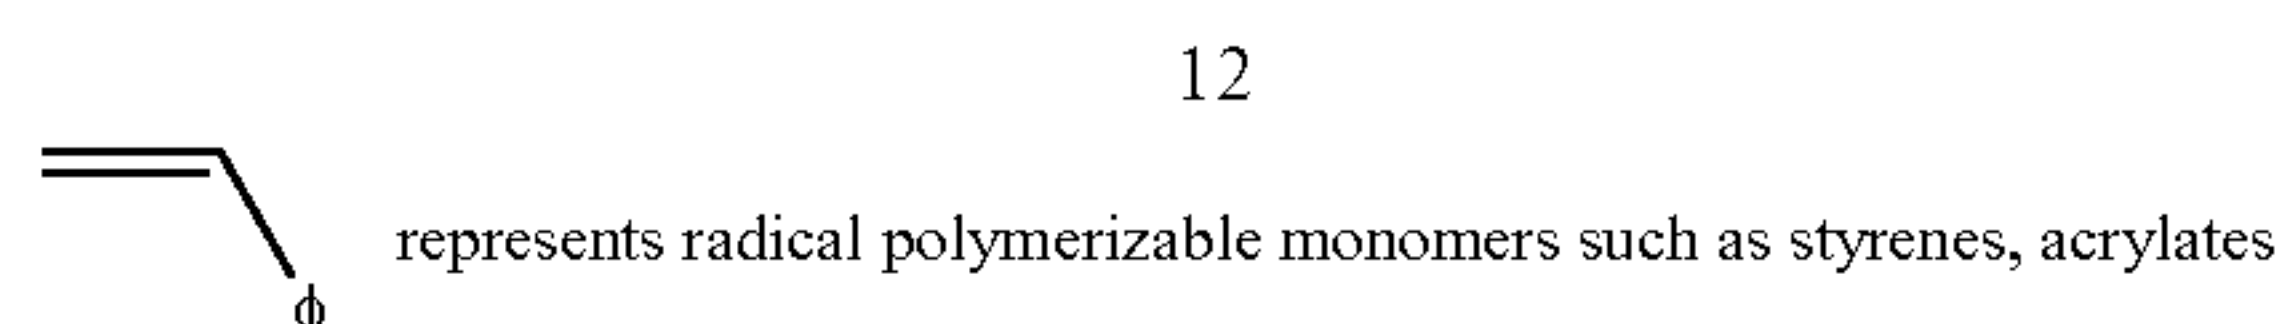 12
represents radical polymerizable monomers such as styrenes, acrylates
ϕ